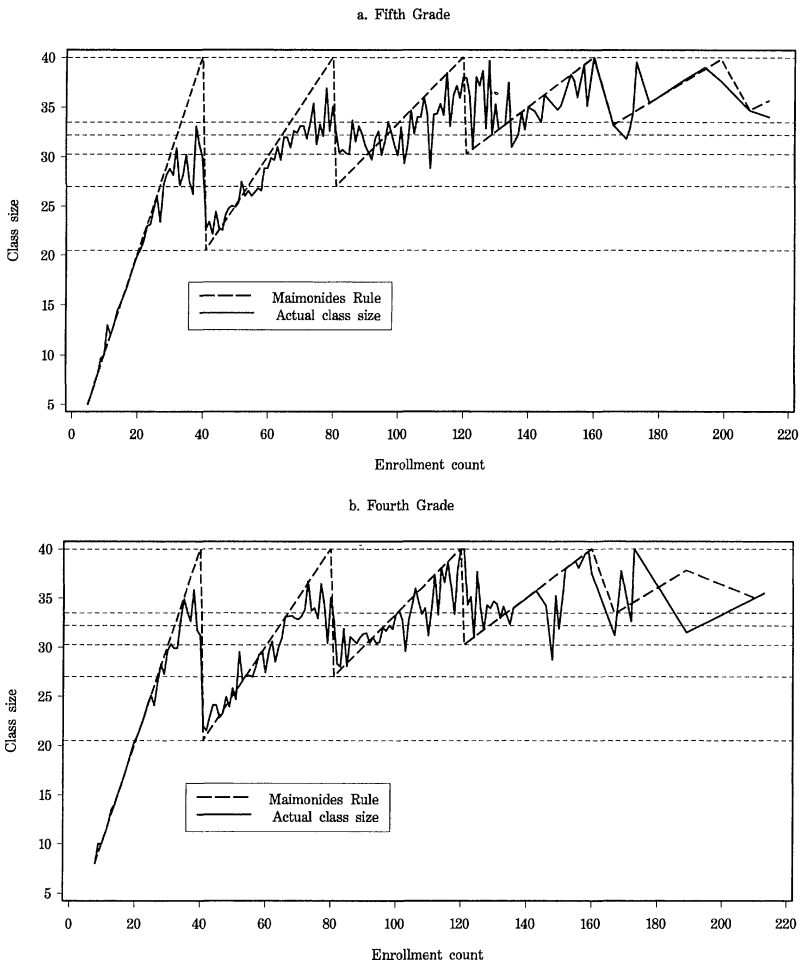 a. Fifth Grade
40
35
30
25
20
15
10
5
Class size
Maimonides Rule
Actual class size
0 20 40 60 80 100 120 140 160 180 200 220
Enrollment count
b. Fourth Grade
40
35
30
25
20
15
10
5
Class size
Maimonides Rule
Actual class size
0 20 40 60 80 100 120 140 160 180 200 220
Enrollment count